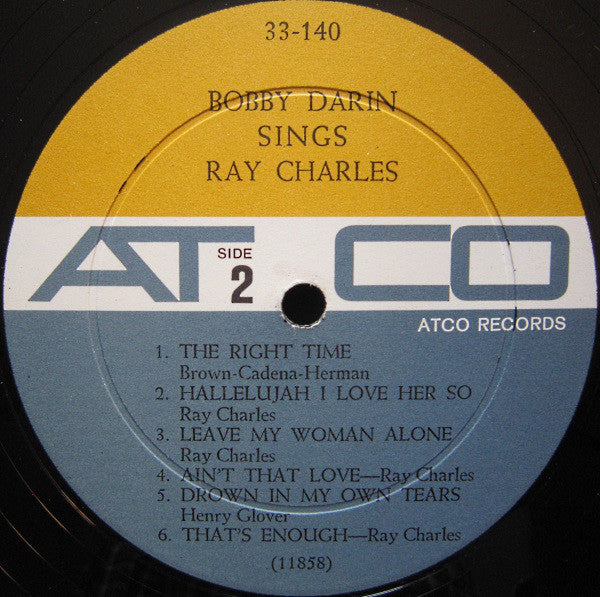 33-140
BOBBY DARIN
SINGS
RAY CHARLES
ATCO
SIDE
2
ATCO RECORDS
1. THE RIGHT TIME
Brown-Cadena-Herman
2. HALLELUJAH I LOVE HER SO
Ray Charles
3. LEAVE MY WOMAN ALONE
Ray Charles
4. AIN'T THAT LOVE—Ray Charles
5. DROWN IN MY OWN TEARS
Henry Glover
6. THAT'S ENOUGH—Ray Charles
(11858)